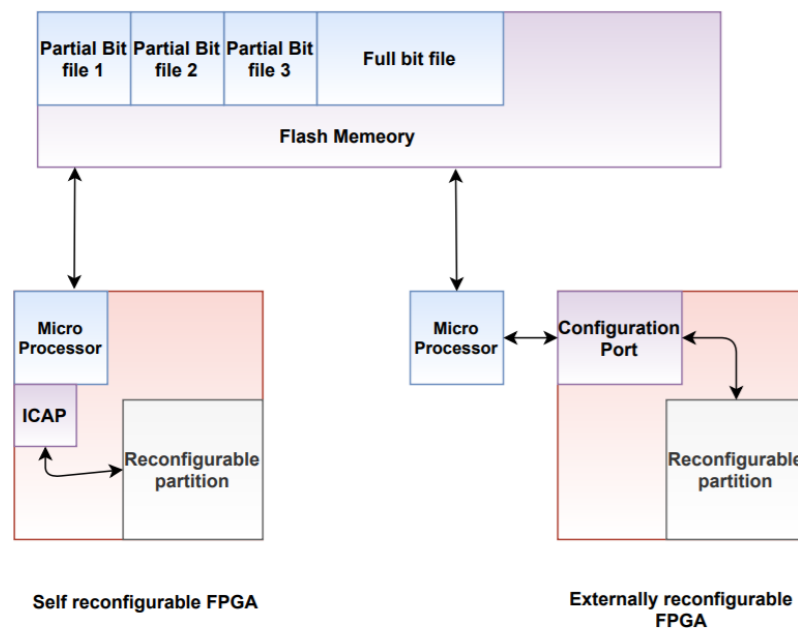 Partial Bit
file 1
Partial Bit
file 2
Partial Bit
file 3
Full bit file
Flash Memeory
Micro
Processor
ICAP
Reconfigurable
partition
Micro
Processor
Configuration
Port
Reconfigurable
partition
Self reconfigurable FPGA
Externally reconfigurable
FPGA